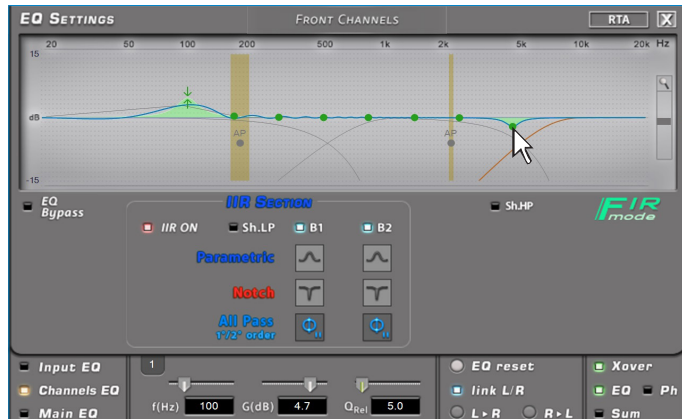 EQ SETTINGS FRONT CHANNELS RTA X
20 50 100 200 500 1k 2k 5k 10k 20k Hz
15
dB
AP AP
-15
EQ Bypass
IIR SECTION
Sh.HP
FIR mode
IIR ON Sh.LP B1 B2
Parametric
Notch
All Pass
1°/2° order
Input EQ
Channels EQ
Main EQ
1
f(Hz) 100 G(dB) 4.7 QRel 5.0
EQ reset
link L/R
L▸R R▸L
Xover
EQ Ph
Sum